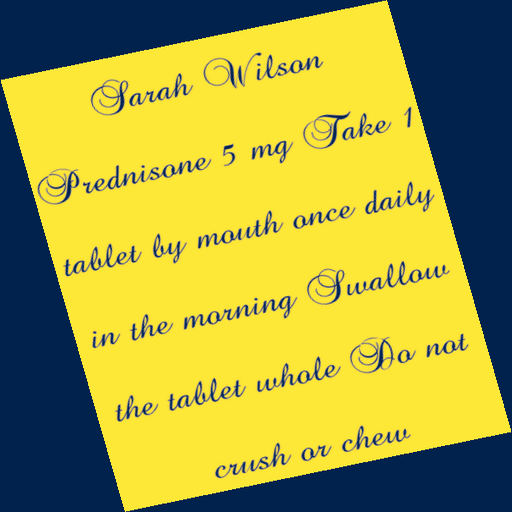 Sarah Wilson
Prednisone 5 mg Take 1
tablet by mouth once daily
in the morning Swallow
the tablet whole Do not
crush or chew